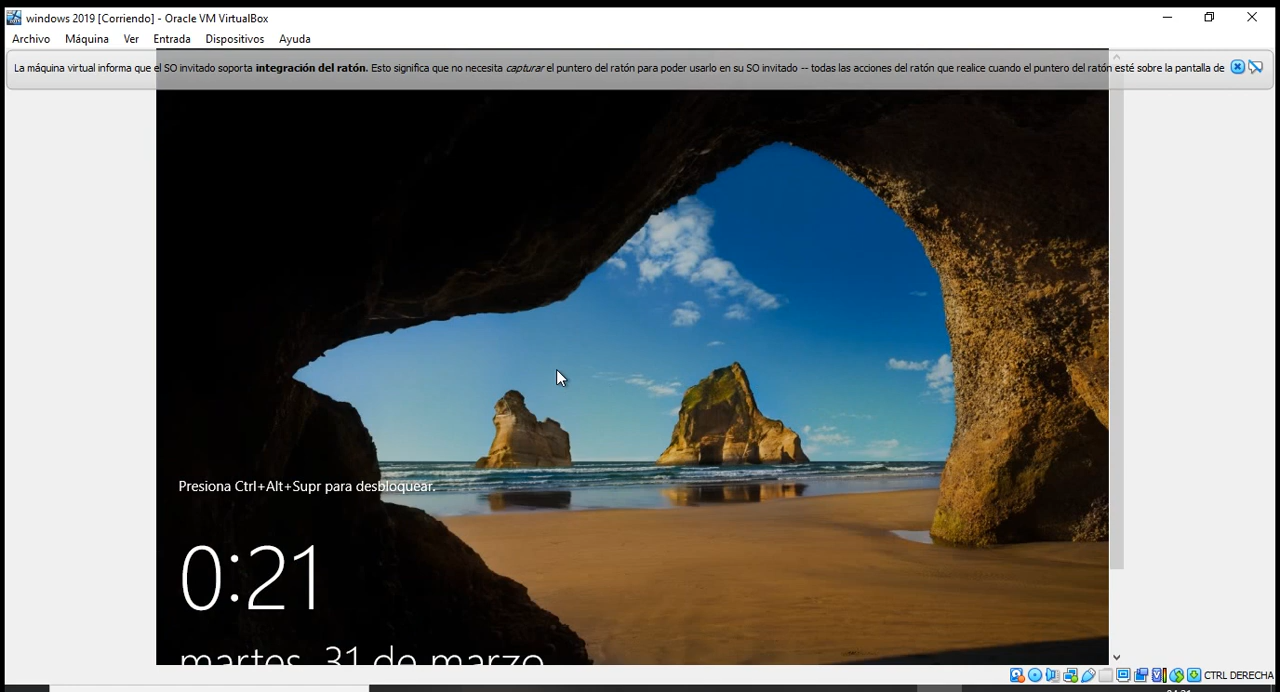 windows 2019 [Corriendo] - Oracle VM VirtualBox
Archivo Máquina Ver Entrada Dispositivos Ayuda
La máquina virtual informa que el SO invitado soporta integración del ratón. Esto significa que no necesita capturar el puntero del ratón para poder usarlo en su SO invitado -- todas las acciones del ratón que realice cuando el puntero del ratón esté sobre la pantalla de
Presiona Ctrl+Alt+Supr para desbloquear.
0:21
martes, 31 de marzo
CTRL DERECHA